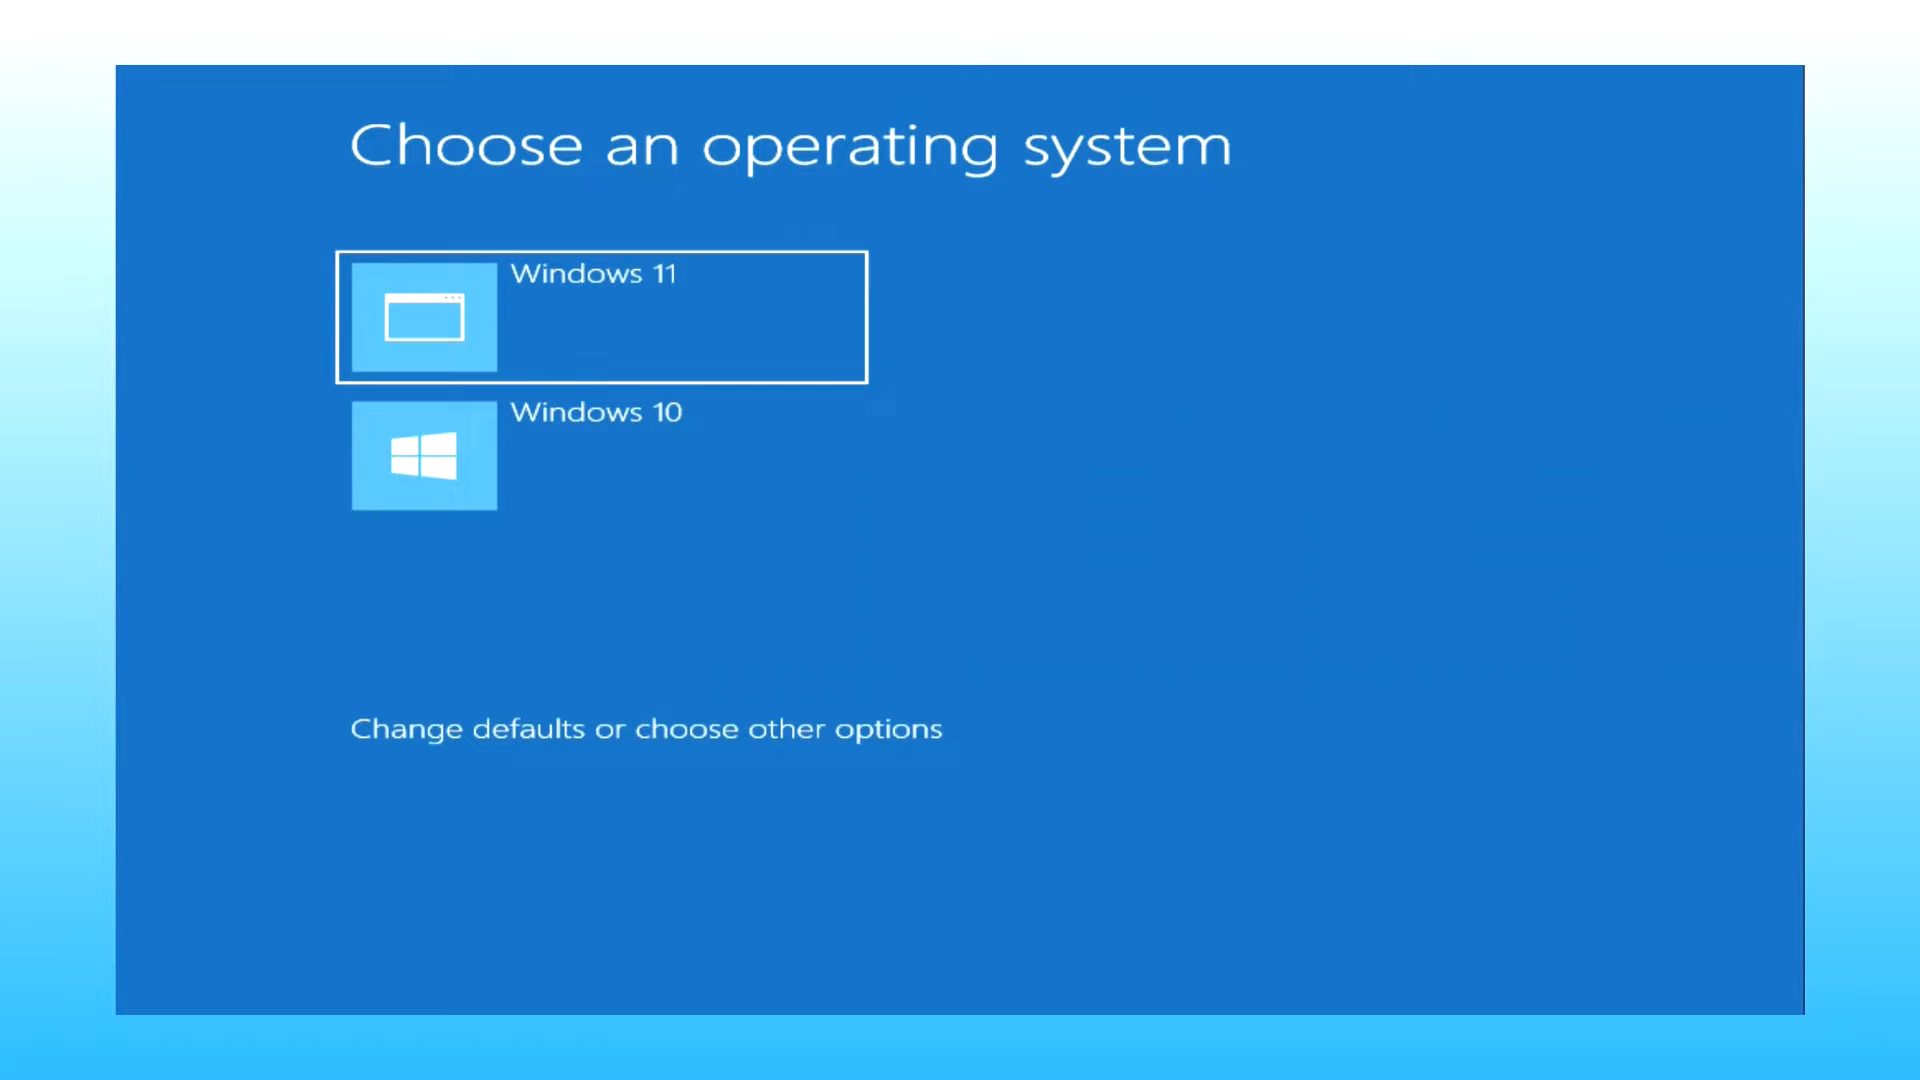 Choose an operating system
Windows 11
Windows 10
Change defaults or choose other options